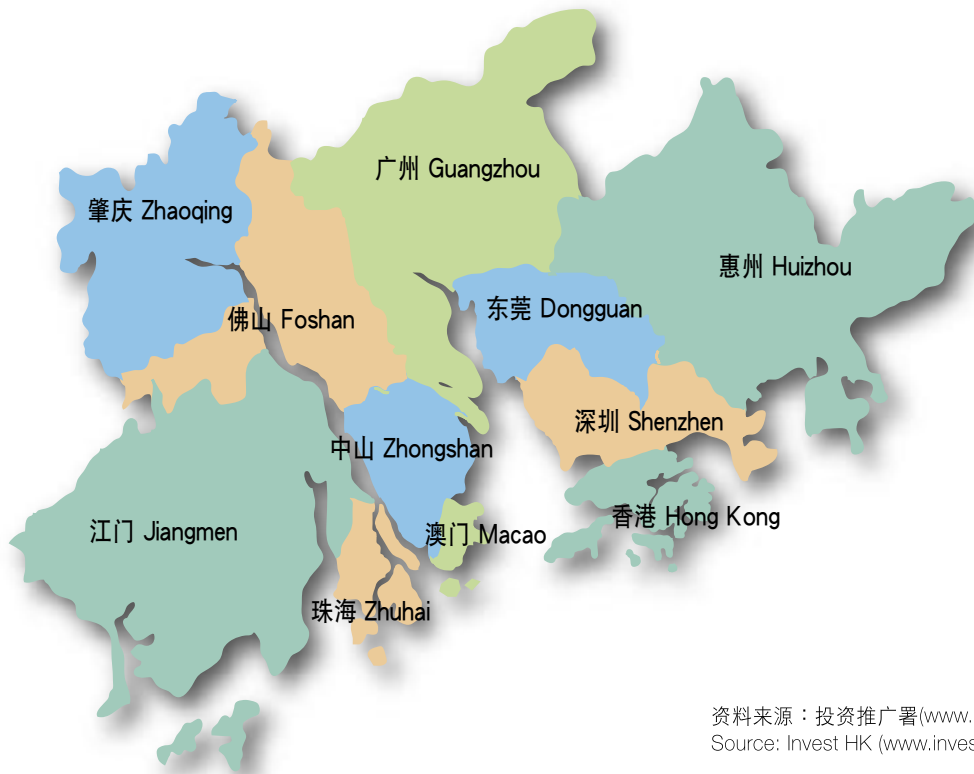 广州 Guangzhou
肇庆 Zhaoqing
惠州 Huizhou
东莞 Dongguan
佛山 Foshan
深圳 Shenzhen
中山 Zhongshan
香港 Hong Kong
江门 Jiangmen
澳门 Macao
珠海 Zhuhai
资料来源：投资推广署(www.
Source: Invest HK (www.inves